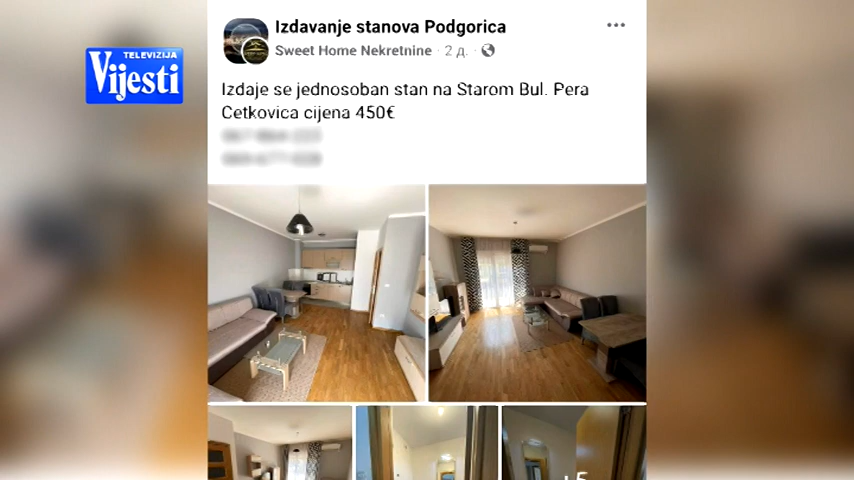 Izdavanje stanova Podgorica
Sweet Home Nekretnine · 2 д. ·
TELEVIZIJA
Vijesti
Izdaje se jednosoban stan na Starom Bul. Pera
Cetkovica cijena 450€